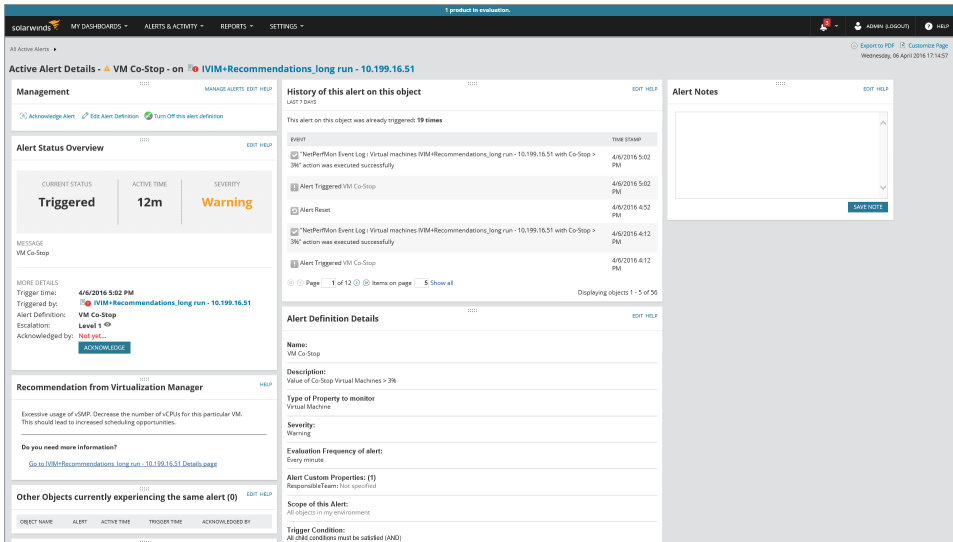 1 product in evaluation.
solarwinds MY DASHBOARDS ALERTS & ACTIVITY REPORTS SETTINGS 3 ADMIN (LOGOUT) ? HELP
All Active Alerts
Export to PDF Customize Page
Wednesday, 06 April 2016 17:14:57
Active Alert Details - VM Co-Stop - on IVIM+Recommendations_long run - 10.199.16.51
Management
MANAGE ALERTS EDIT HELP
Acknowledge Alert Edit Alert Definition Turn Off this alert definition
Alert Status Overview
EDIT HELP
CURRENT STATUS ACTIVE TIME SEVERITY
Triggered 12m Warning
MESSAGE
VM Co-Stop
MORE DETAILS
Trigger time: 4/6/2016 5:02 PM
Triggered by: IVIM+Recommendations_long run - 10.199.16.51
Alert Definition: VM Co-Stop
Escalation: Level 1
Acknowledged by: Not yet...
ACKNOWLEDGE
Recommendation from Virtualization Manager
HELP
Excessive usage of vSMP. Decrease the number of vCPUs for this particular VM.
This should lead to increased scheduling opportunities.
Do you need more information?
Go to IVIM+Recommendations_long run - 10.199.16.51 Details page
Other Objects currently experiencing the same alert (0)
EDIT HELP
OBJECT NAME ALERT ACTIVE TIME TRIGGER TIME ACKNOWLEDGED BY
History of this alert on this object
EDIT HELP
LAST 7 DAYS
This alert on this object was already triggered: 19 times
EVENT TIME STAMP
"NetPerfMon Event Log : Virtual machines IVIM+Recommendations_long run - 10.199.16.51 with Co-Stop >
3%" action was executed successfully
4/6/2016 5:02
PM
Alert Triggered VM Co-Stop
4/6/2016 5:02
PM
Alert Reset
4/6/2016 4:52
PM
"NetPerfMon Event Log : Virtual machines IVIM+Recommendations_long run - 10.199.16.51 with Co-Stop >
3%" action was executed successfully
4/6/2016 4:12
PM
Alert Triggered VM Co-Stop
4/6/2016 4:12
PM
Page 1 of 12 Items on page 5 Show all
Displaying objects 1 - 5 of 56
Alert Definition Details
EDIT HELP
Name:
VM Co-Stop
Description:
Value of Co-Stop Virtual Machines > 3%
Type of Property to monitor
Virtual Machine
Severity:
Warning
Evaluation Frequency of alert:
Every minute
Alert Custom Properties: (1)
ResponsibleTeam: Not specified
Scope of this Alert:
All objects in my environment
Trigger Condition:
All child conditions must be satisfied (AND)
Alert Notes
EDIT HELP
SAVE NOTE